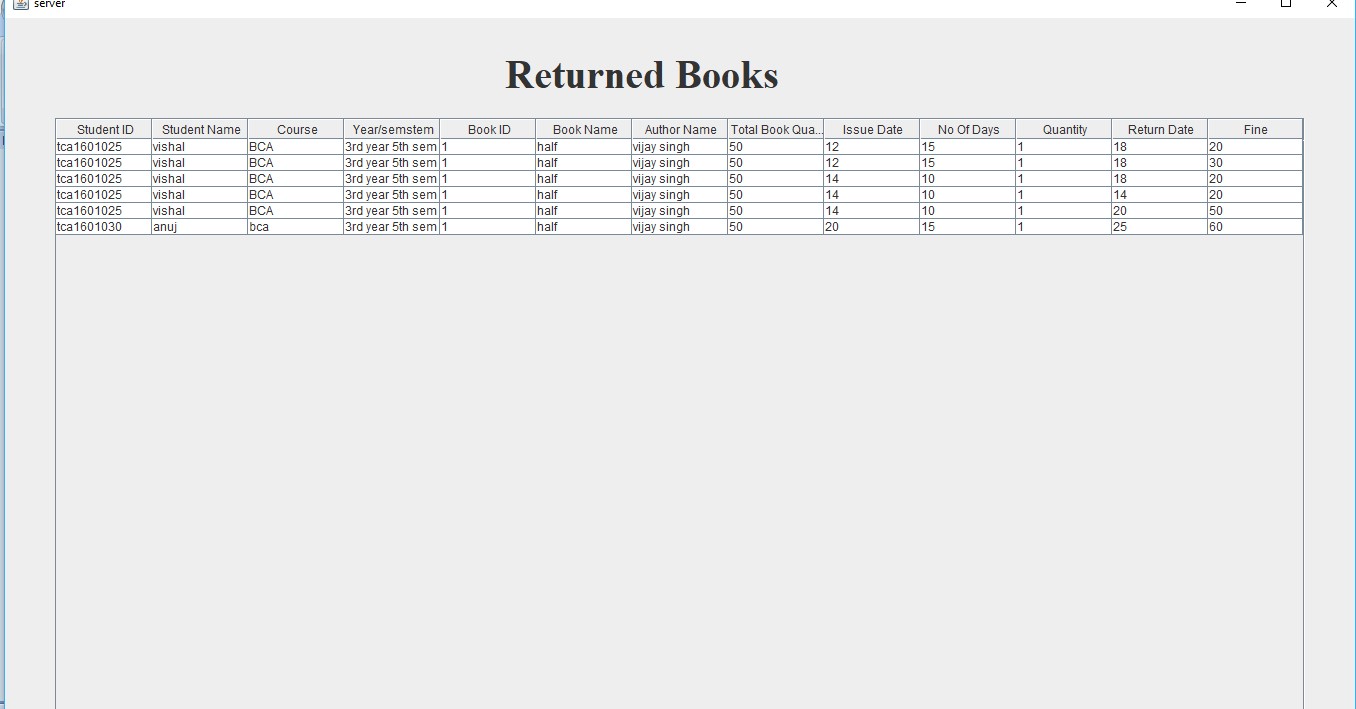 server
Returned Books
Student ID Student Name Course Year/semstem Book ID Book Name Author Name Total Book Qua... Issue Date No Of Days Quantity Return Date Fine
tca1601025 vishal BCA 3rd year 5th sem 1 half vijay singh 50 12 15 1 18 20
tca1601025 vishal BCA 3rd year 5th sem 1 half vijay singh 50 12 15 1 18 30
tca1601025 vishal BCA 3rd year 5th sem 1 half vijay singh 50 14 10 1 18 20
tca1601025 vishal BCA 3rd year 5th sem 1 half vijay singh 50 14 10 1 14 20
tca1601025 vishal BCA 3rd year 5th sem 1 half vijay singh 50 14 10 1 20 50
tca1601030 anuj bca 3rd year 5th sem 1 half vijay singh 50 20 15 1 25 60